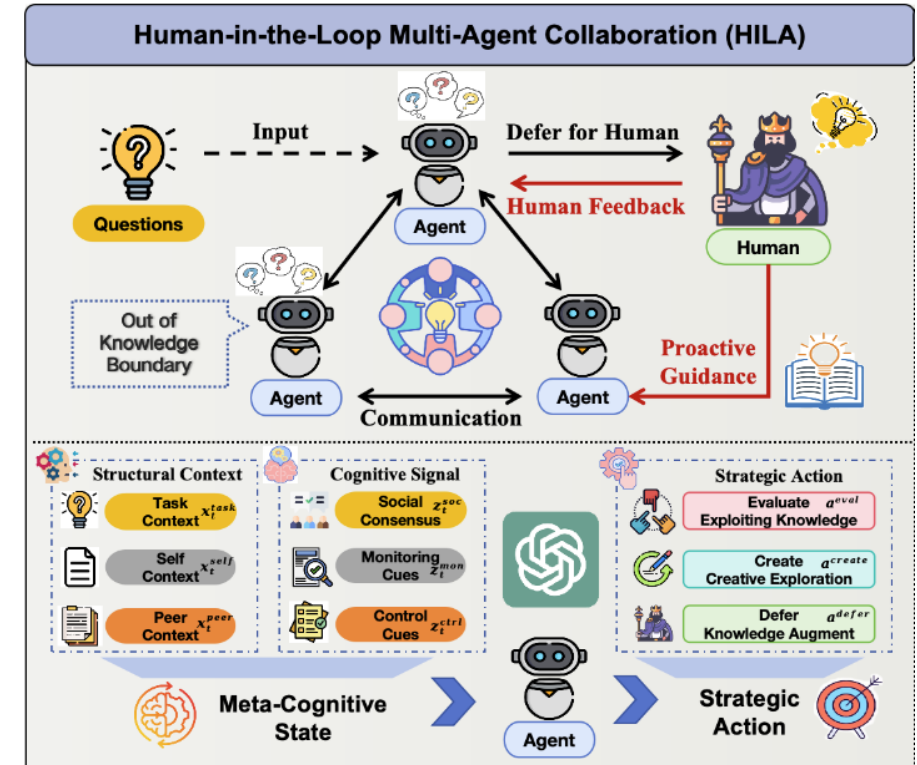 Human-in-the-Loop Multi-Agent Collaboration (HILA)
Input
Defer for Human
Human Feedback
Questions
Agent
Human
Out of
Knowledge
Boundary
Proactive
Guidance
Agent
Agent
Communication
Structural Context
Cognitive Signal
Strategic Action
Task
Context x_t^{task}
Social
Consensus z_t^{soc}
Evaluate a^{eval}
Exploiting Knowledge
Self
Context x_t^{self}
Monitoring
Cues z_t^{mon}
Create a^{create}
Creative Exploration
Peer
Context x_t^{peer}
Control
Cues z_t^{ctrl}
Defer a^{defer}
Knowledge Augment
Meta-Cognitive
State
Agent
Strategic
Action